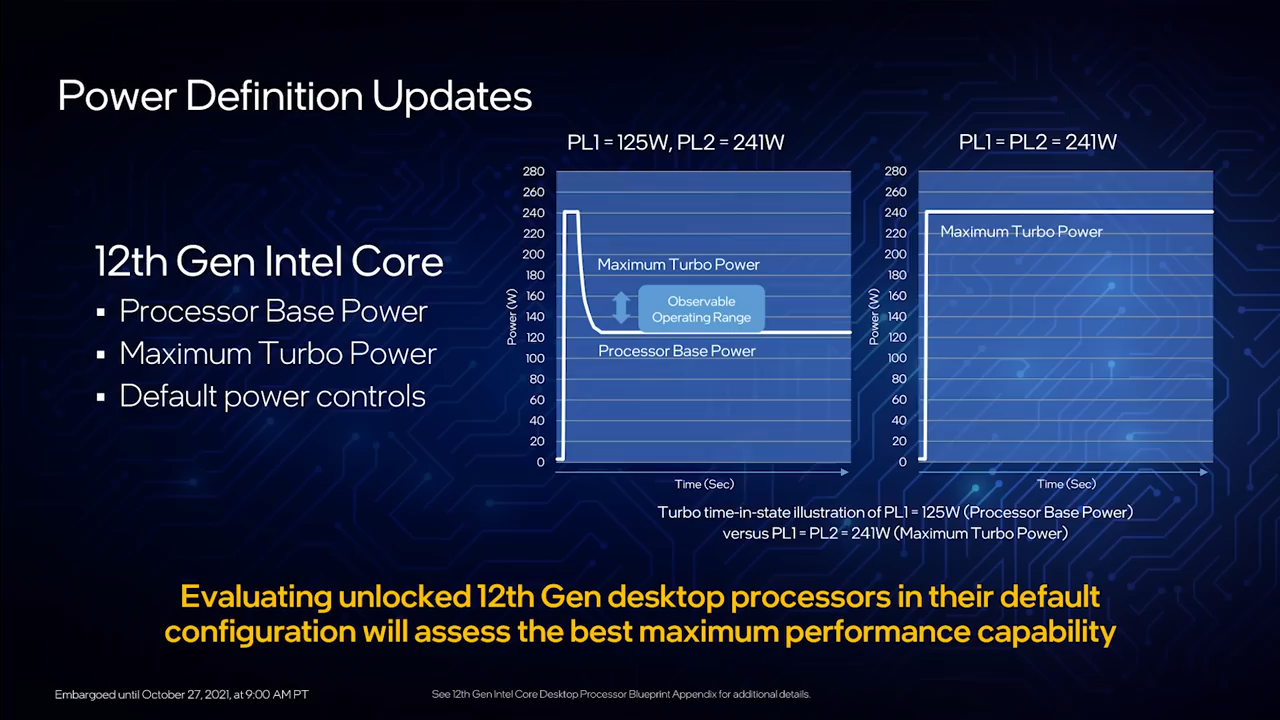 Power Definition Updates
12th Gen Intel Core
▪ Processor Base Power
▪ Maximum Turbo Power
▪ Default power controls
PL1 = 125W, PL2 = 241W
280
260
240
220
200
180
160
140
120
100
80
60
40
20
0
Power (W)
Maximum Turbo Power
Observable
Operating Range
Processor Base Power
Time (Sec)
PL1 = PL2 = 241W
280
260
240
220
200
180
160
140
120
100
80
60
40
20
0
Power (W)
Maximum Turbo Power
Time (Sec)
Turbo time-in-state illustration of PL1 = 125W (Processor Base Power)
versus PL1 = PL2 = 241W (Maximum Turbo Power)
Evaluating unlocked 12th Gen desktop processors in their default
configuration will assess the best maximum performance capability
Embargoed until October 27, 2021, at 9:00 AM PT
See 12th Gen Intel Core Desktop Processor Blueprint Appendix for additional details.